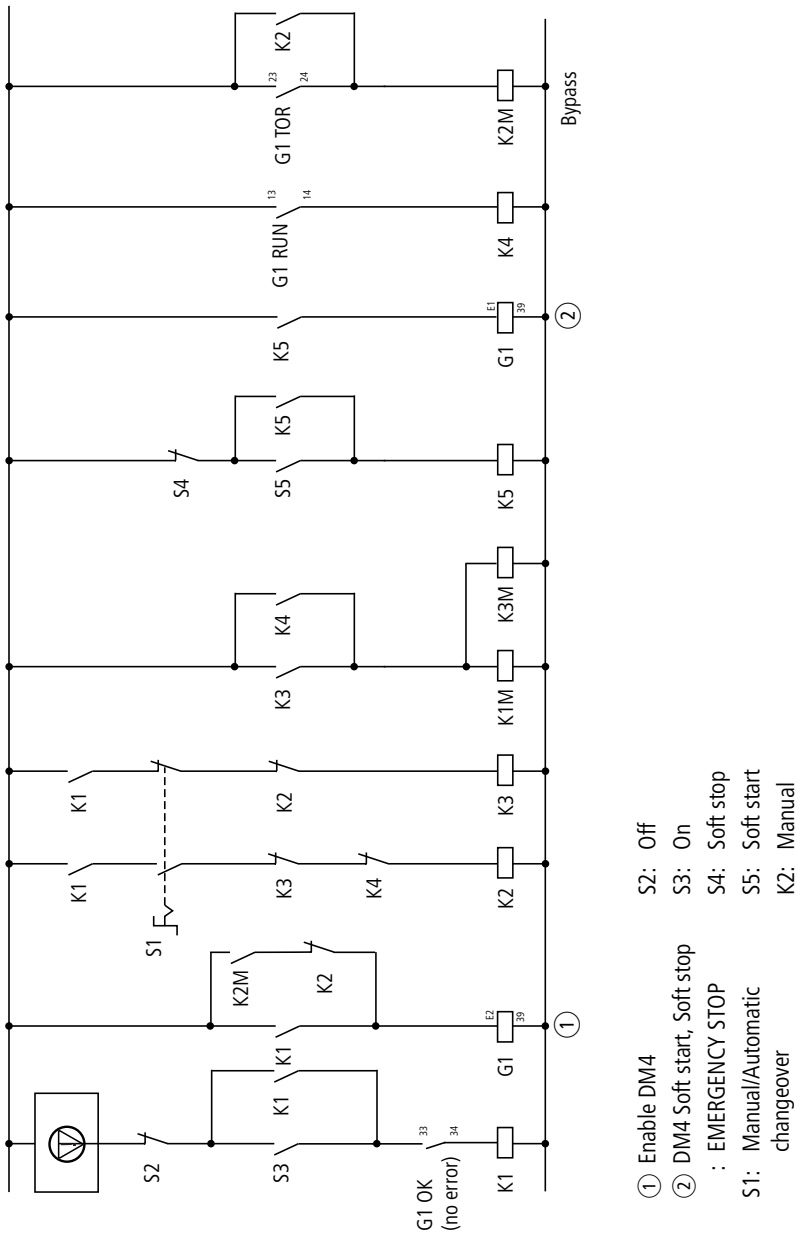 S2
S3
K1
G1 OK
(no error)
33
34
K1
K1
K2M
K2
G1
E2
39
1
S1
K1
K3
K4
K2
K1
K2
K3
K3
K4
K1M
K3M
S4
S5
K5
K5
K5
G1
E1
39
2
G1 RUN
13
14
K4
G1 TOR
23
24
K2
K2M
Bypass
1 Enable DM4
2 DM4 Soft start, Soft stop
: EMERGENCY STOP
S1: Manual/Automatic
changeover
S2: Off
S3: On
S4: Soft stop
S5: Soft start
K2: Manual